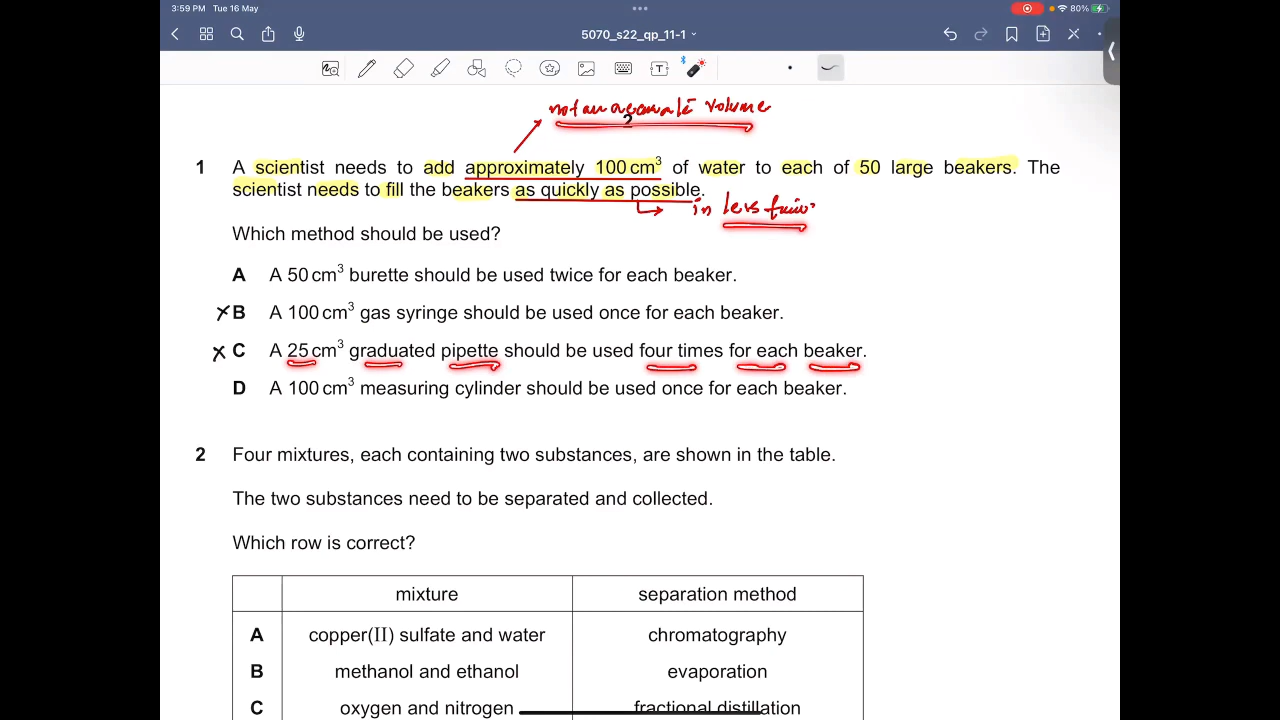 3:59 PM Tue 16 May
80%
5070_s22_qp_11-1
not an accurate volume
2
1 A scientist needs to add approximately 100 cm³ of water to each of 50 large beakers. The
scientist needs to fill the beakers as quickly as possible.
in less
Which method should be used?
A A 50 cm³ burette should be used twice for each beaker.
✗ B A 100 cm³ gas syringe should be used once for each beaker.
✗ C A 25 cm³ graduated pipette should be used four times for each beaker.
D A 100 cm³ measuring cylinder should be used once for each beaker.
2 Four mixtures, each containing two substances, are shown in the table.
The two substances need to be separated and collected.
Which row is correct?
mixture separation method
A copper(II) sulfate and water chromatography
B methanol and ethanol evaporation
C oxygen and nitrogen fractional distillation